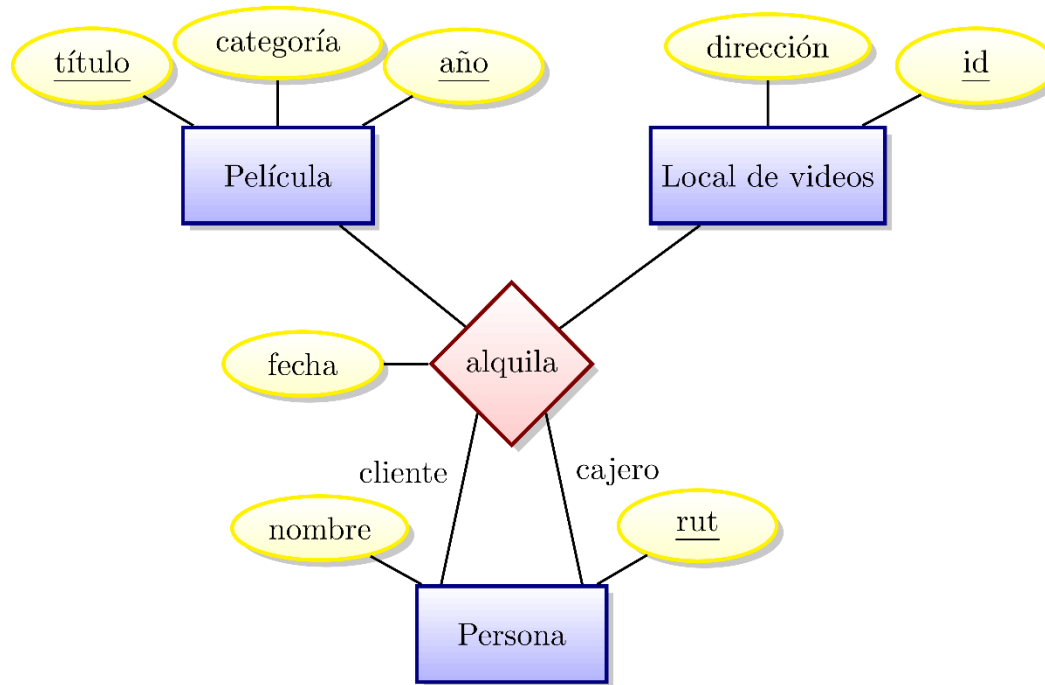 título
categoría
año
dirección
id
Película
Local de videos
fecha
alquila
cliente
cajero
nombre
rut
Persona